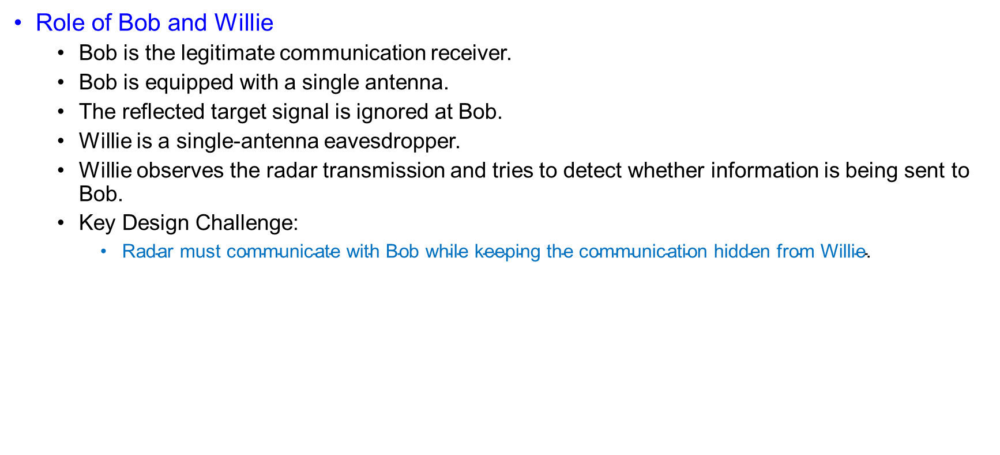 • Role of Bob and Willie
• Bob is the legitimate communication receiver.
• Bob is equipped with a single antenna.
• The reflected target signal is ignored at Bob.
• Willie is a single-antenna eavesdropper.
• Willie observes the radar transmission and tries to detect whether information is being sent to
Bob.
• Key Design Challenge:
• Radar must communicate with Bob while keeping the communication hidden from Willie.